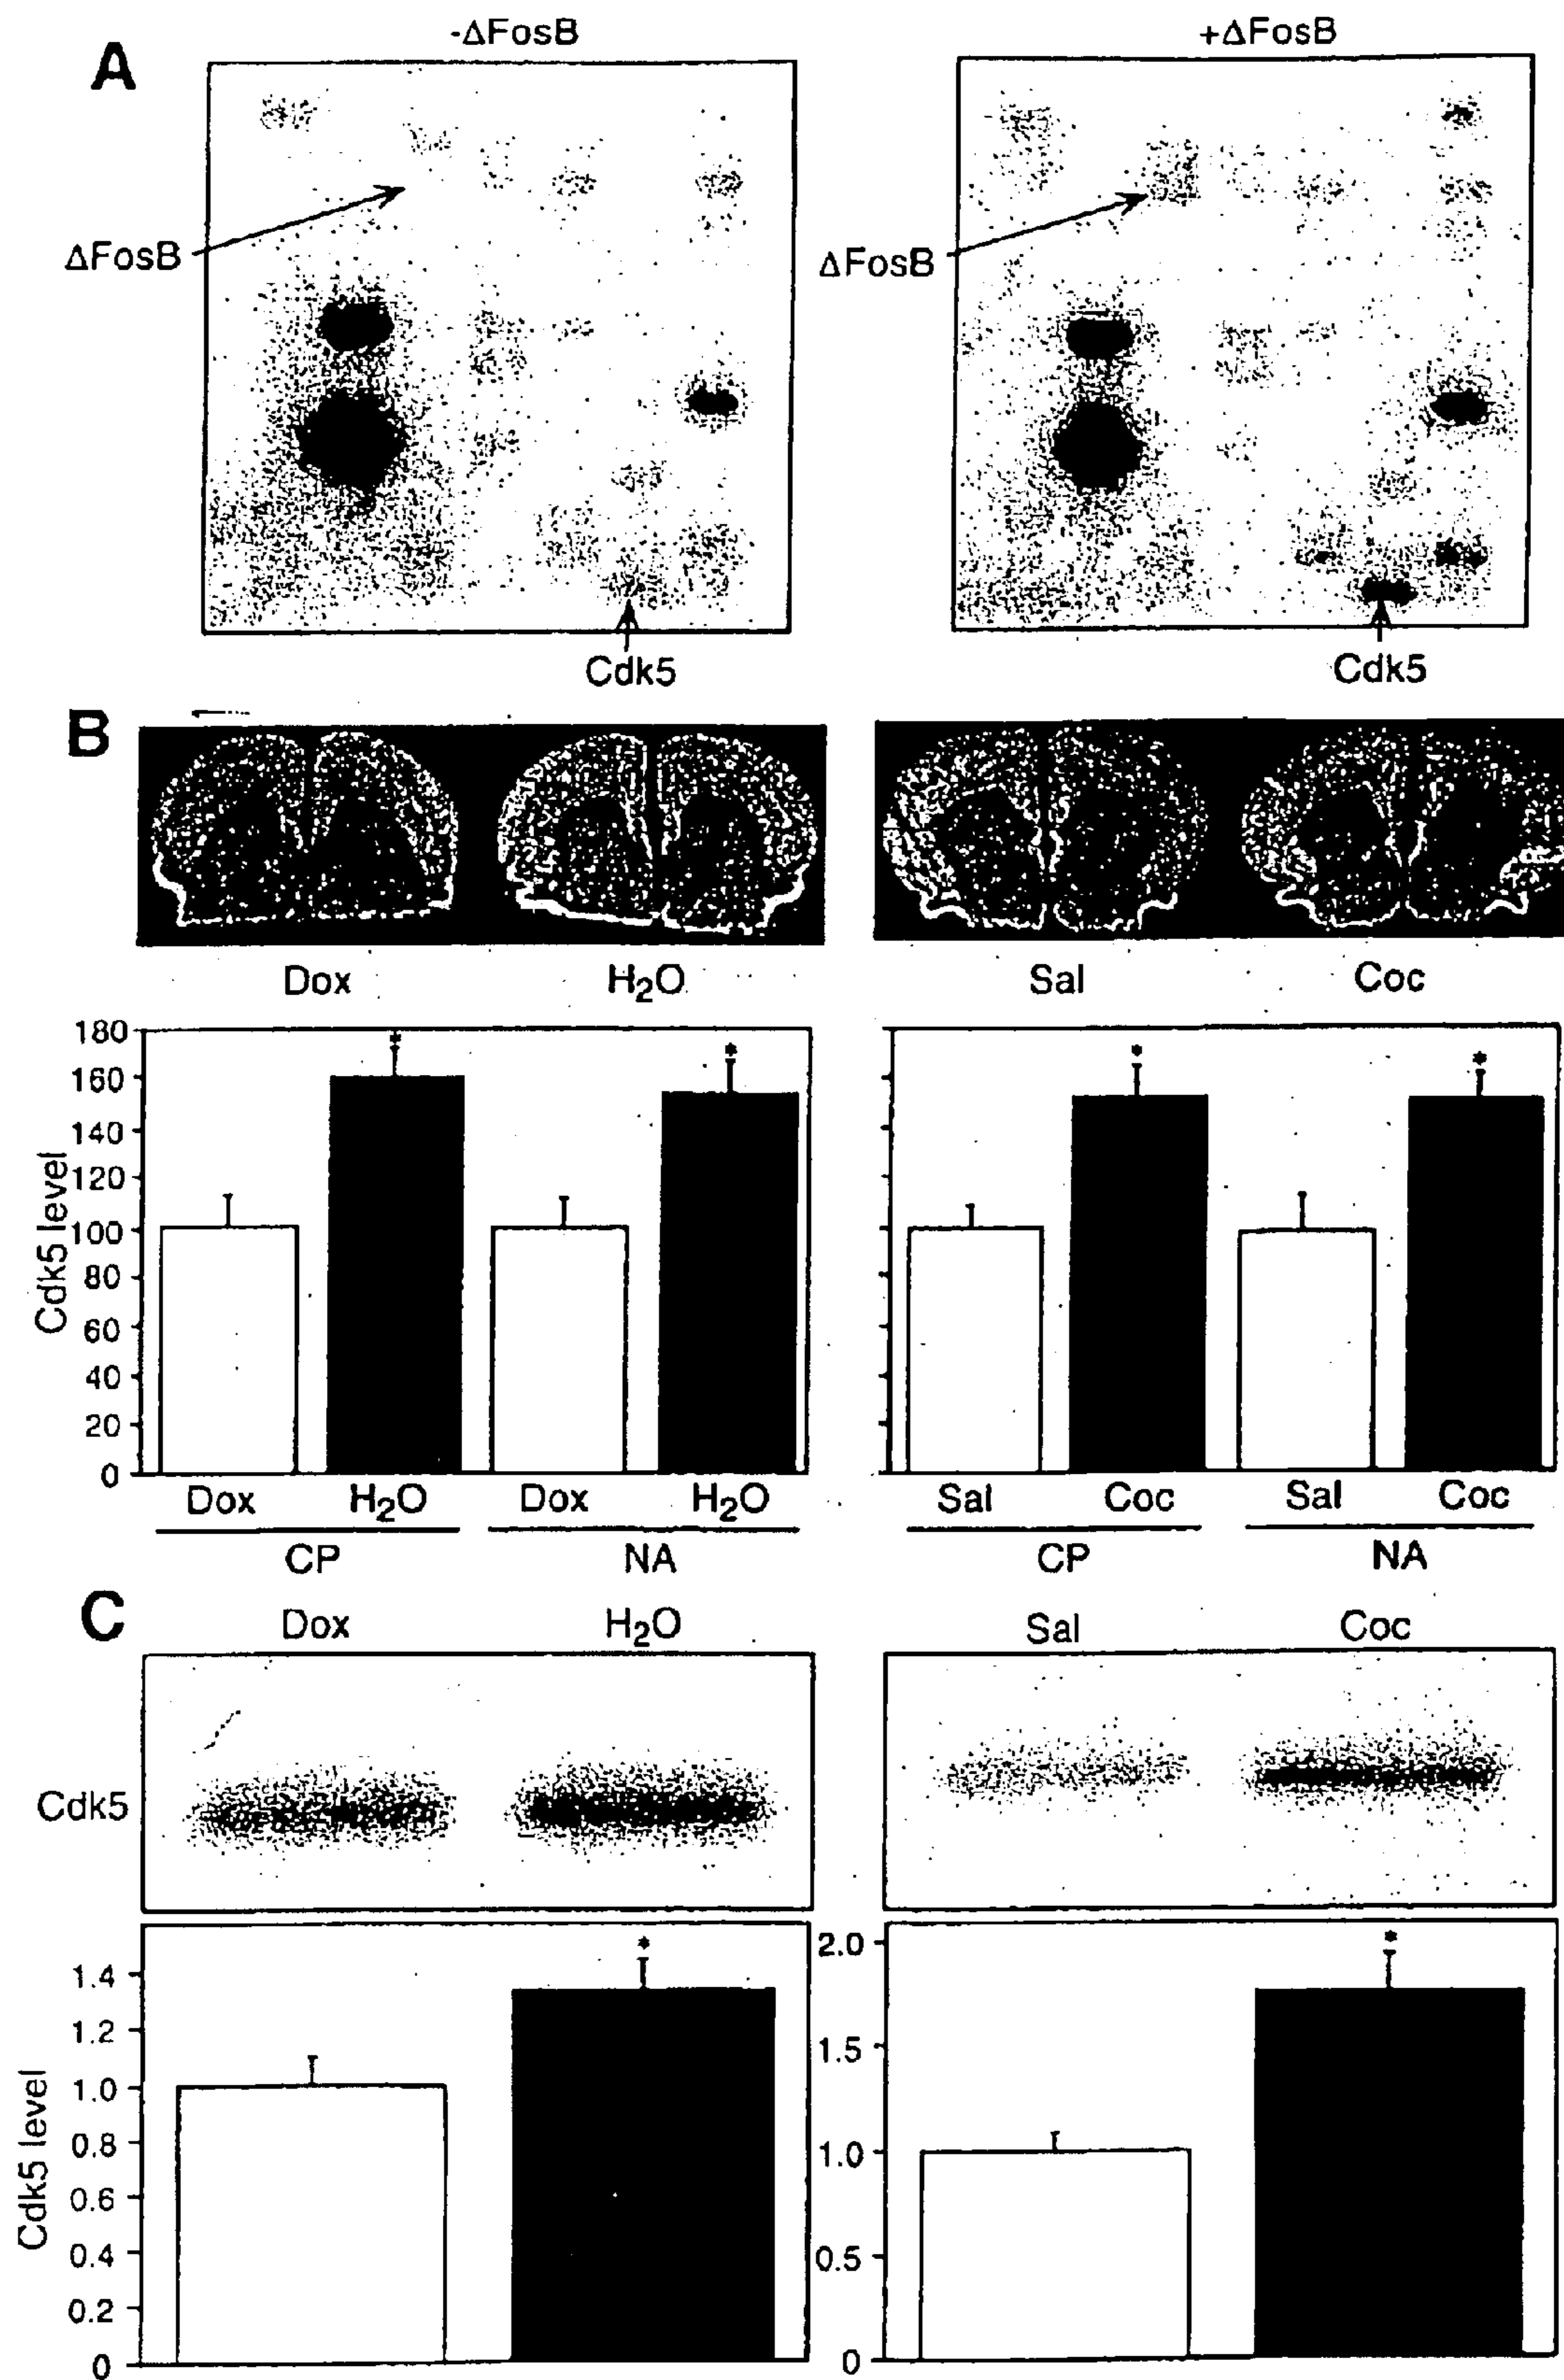 A
-ΔFosB
+ΔFosB
ΔFosB
ΔFosB
Cdk5
Cdk5
B
Dox
H₂O
Sal
Coc
Cdk5 level
180
160
140
120
100
80
60
40
20
0
*
*
*
*
Dox
H₂O
Dox
H₂O
CP
NA
Sal
Coc
Sal
Coc
CP
NA
C
Dox
H₂O
Sal
Coc
Cdk5
Cdk5 level
1.4
1.2
1.0
0.8
0.6
0.4
0.2
0
*
2.0
1.5
1.0
0.5
0
*